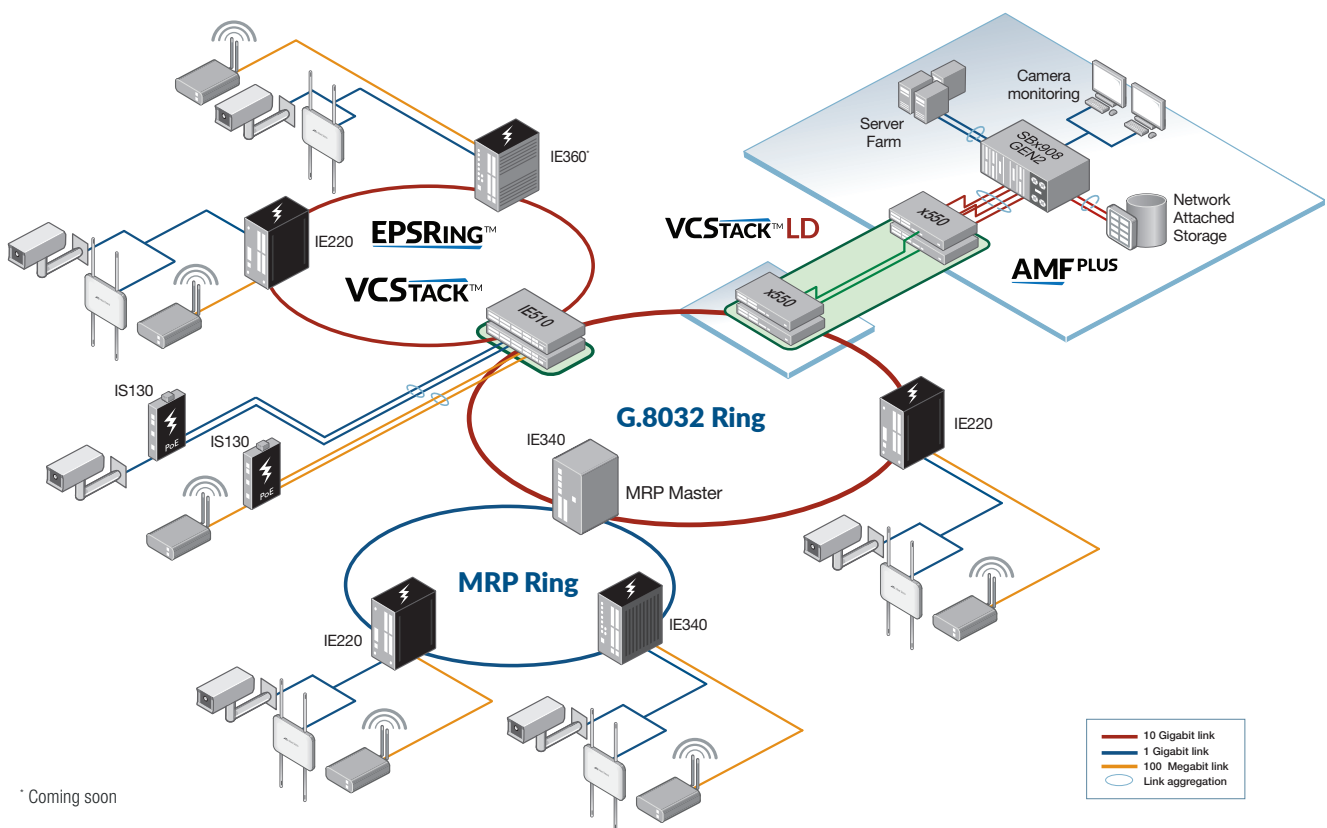 IE360*
IE220
EPSRING™
VCSTACK™
IE510
IS130
PoE
IS130
PoE
Server
Farm
Camera
monitoring
SBx908
GEN2
Network
Attached
Storage
x550
VCSTACK™ LD
AMF PLUS
x550
G.8032 Ring
IE220
IE340
MRP Master
MRP Ring
IE220
IE340
10 Gigabit link
1 Gigabit link
100 Megabit link
Link aggregation
* Coming soon